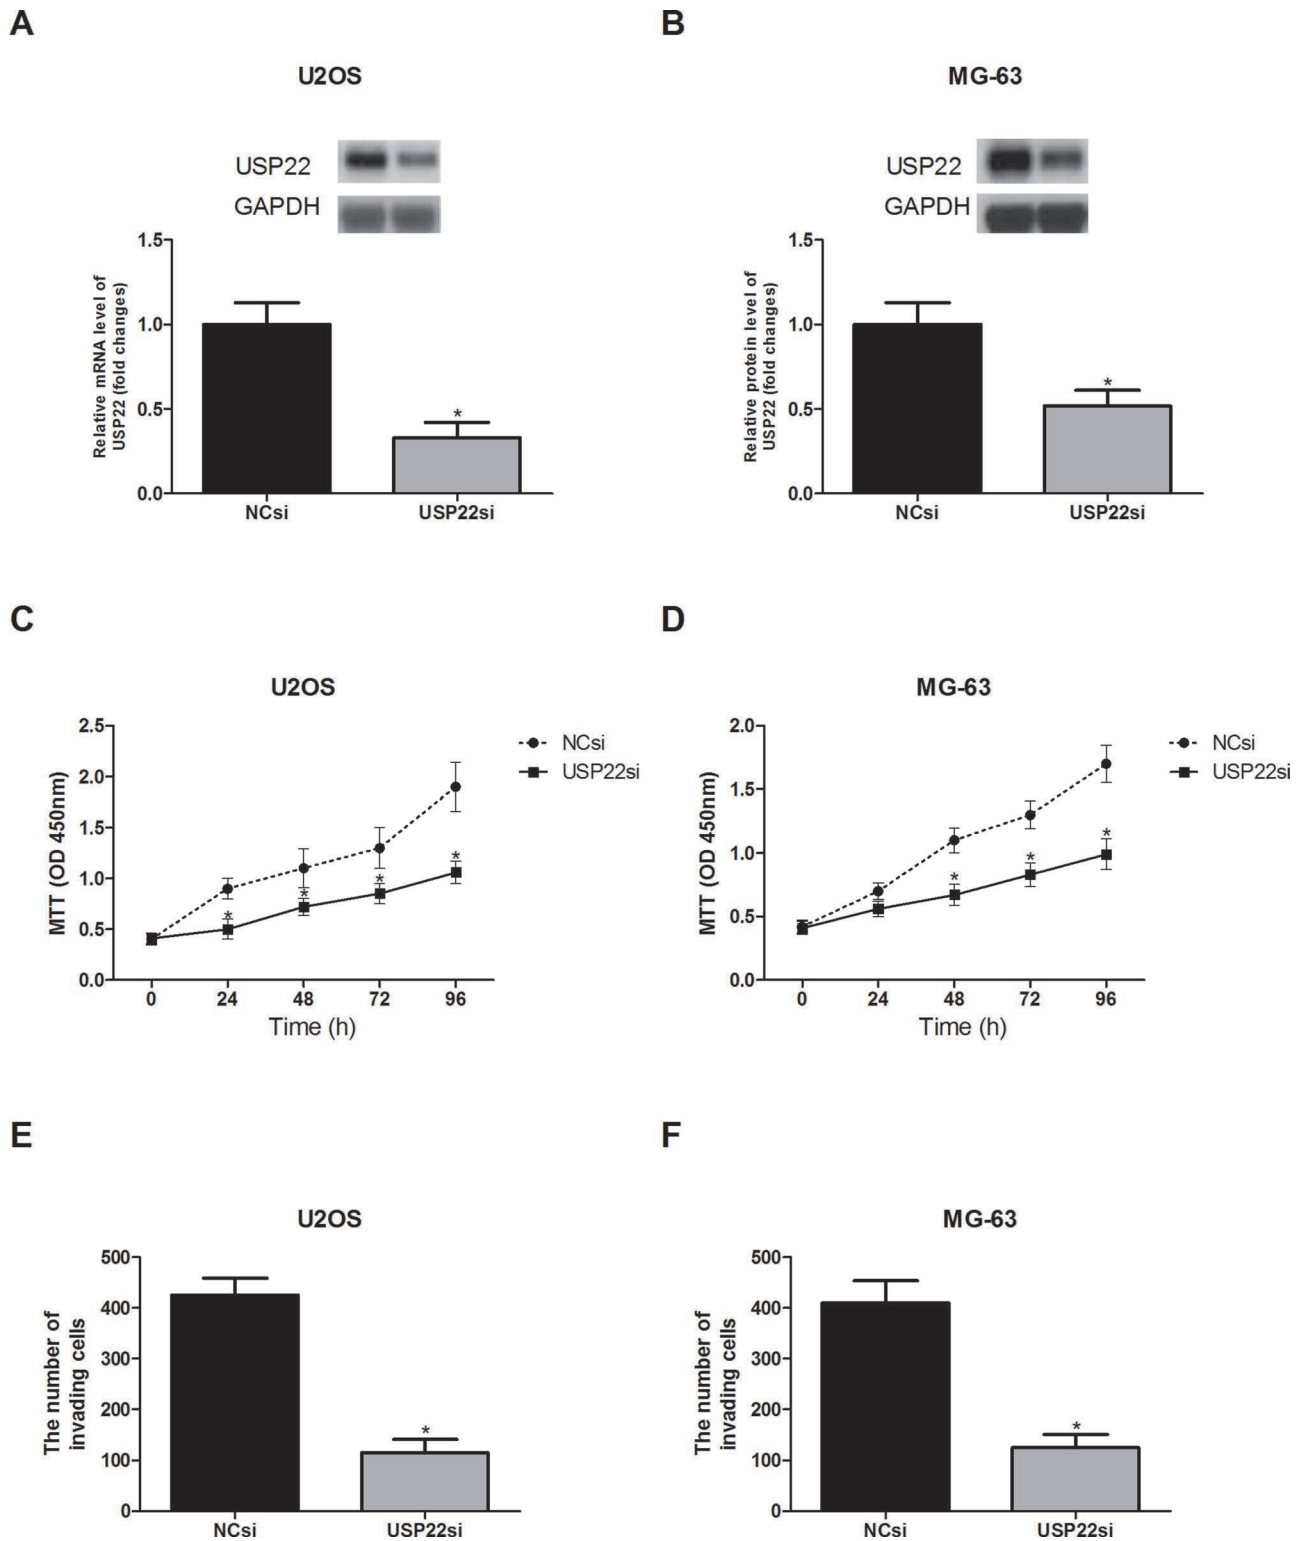 A
U2OS
USP22
GAPDH
Relative mRNA level of
USP22 (fold changes)
1.5
1.0
0.5
0.0
*
NCsi
USP22si
B
MG-63
USP22
GAPDH
Relative protein level of
USP22 (fold changes)
1.5
1.0
0.5
0.0
*
NCsi
USP22si
C
U2OS
MTT (OD 450nm)
2.5
2.0
1.5
1.0
0.5
0.0
*
*
*
*
0
24
48
72
96
Time (h)
NCsi
USP22si
D
MG-63
MTT (OD 450nm)
2.0
1.5
1.0
0.5
0.0
*
*
*
0
24
48
72
96
Time (h)
NCsi
USP22si
E
U2OS
The number of
invading cells
500
400
300
200
100
0
*
NCsi
USP22si
F
MG-63
The number of
invading cells
500
400
300
200
100
0
*
NCsi
USP22si